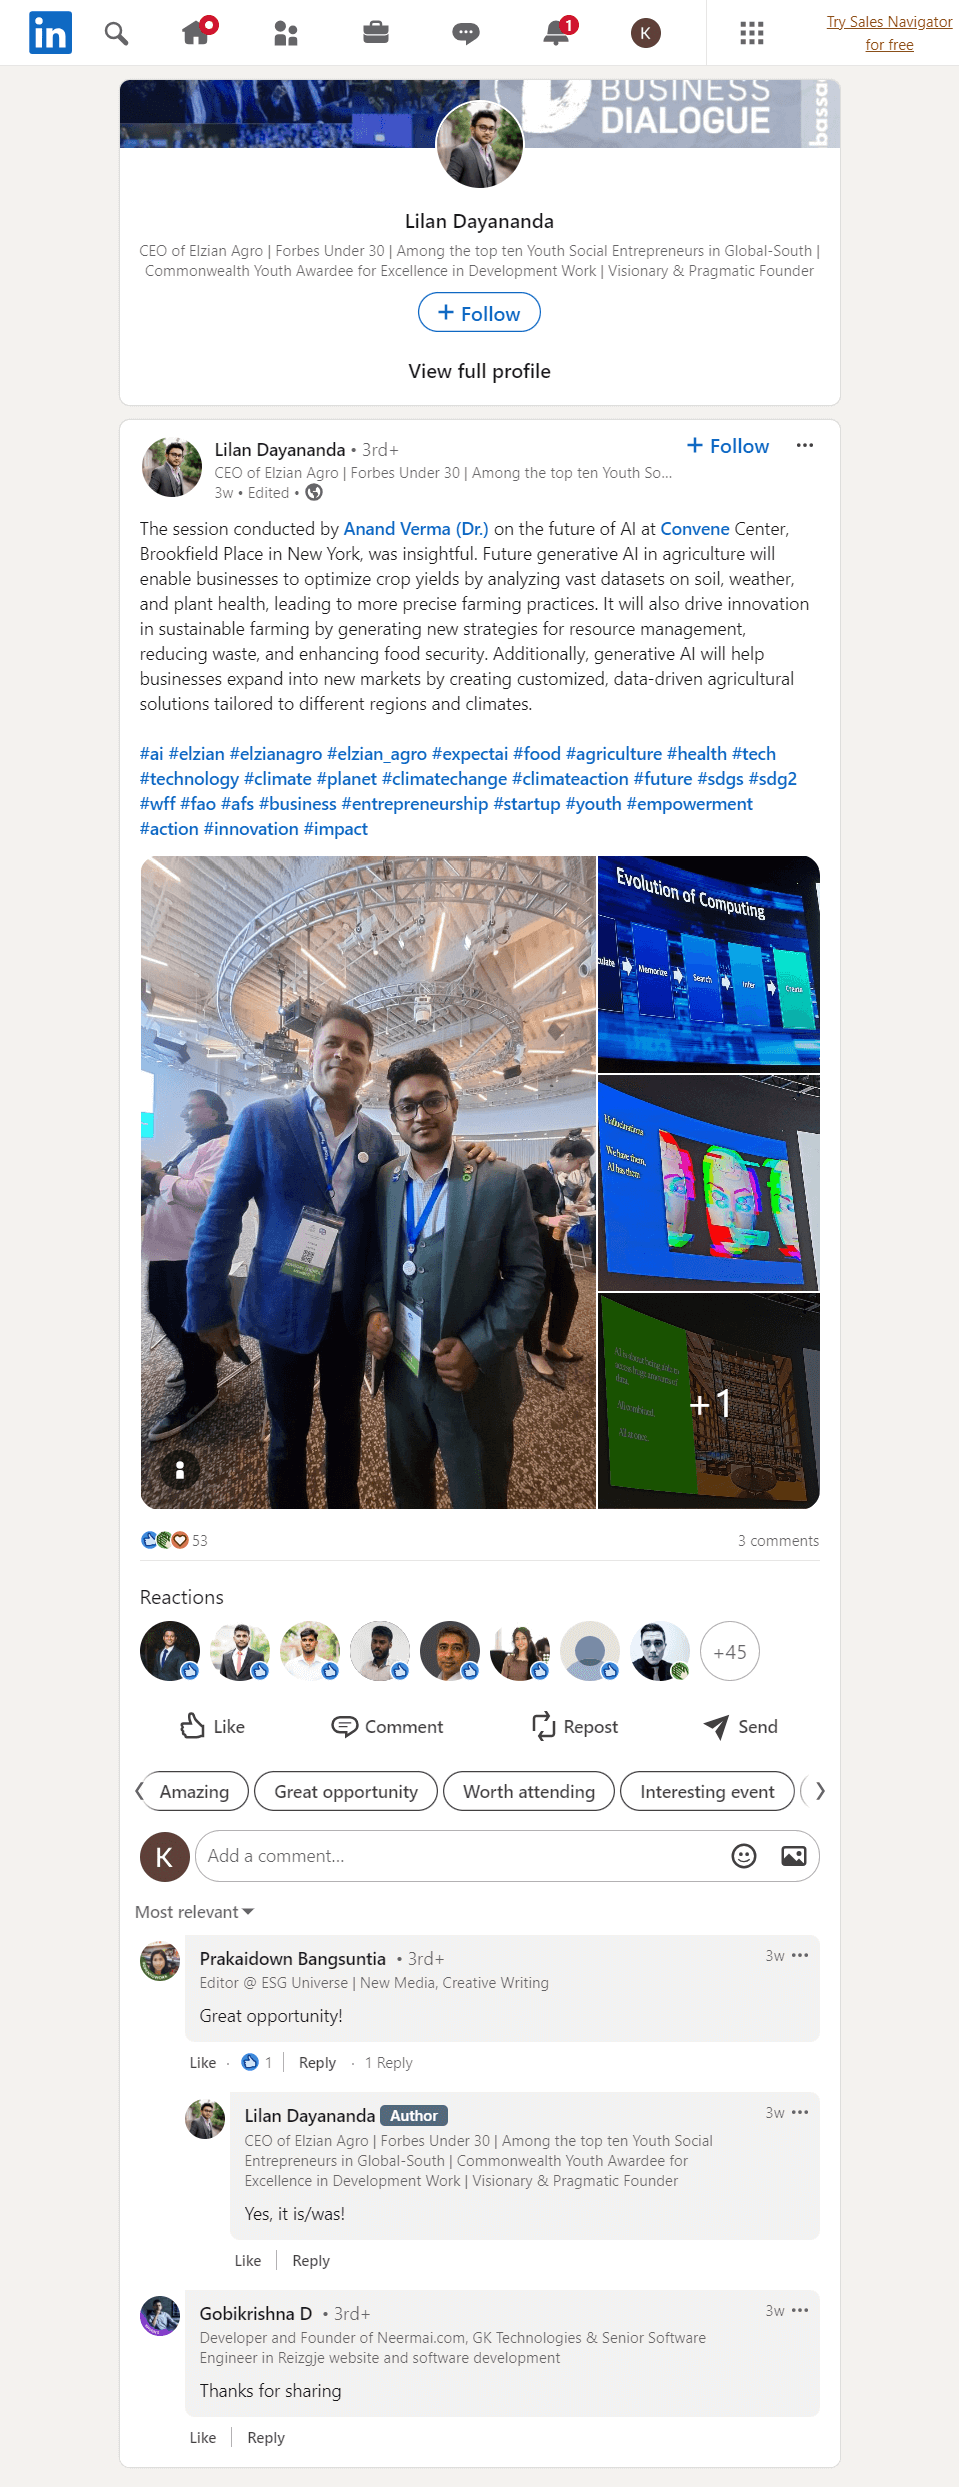 in
1
K
Try Sales Navigator
for free
BUSINESS
DIALOGUE
bassa
Lilan Dayananda
CEO of Elzian Agro | Forbes Under 30 | Among the top ten Youth Social Entrepreneurs in Global-South |
Commonwealth Youth Awardee for Excellence in Development Work | Visionary & Pragmatic Founder
+ Follow
View full profile
Lilan Dayananda • 3rd+
+ Follow
CEO of Elzian Agro | Forbes Under 30 | Among the top ten Youth So...
3w • Edited •
The session conducted by Anand Verma (Dr.) on the future of AI at Convene Center,
Brookfield Place in New York, was insightful. Future generative AI in agriculture will
enable businesses to optimize crop yields by analyzing vast datasets on soil, weather,
and plant health, leading to more precise farming practices. It will also drive innovation
in sustainable farming by generating new strategies for resource management,
reducing waste, and enhancing food security. Additionally, generative AI will help
businesses expand into new markets by creating customized, data-driven agricultural
solutions tailored to different regions and climates.
#ai #elzian #elzianagro #elzian_agro #expectai #food #agriculture #health #tech
#technology #climate #planet #climatechange #climateaction #future #sdgs #sdg2
#wff #fao #afs #business #entrepreneurship #startup #youth #empowerment
#action #innovation #impact
Evolution of Computing
culate
Memorize
Search
Infer
Create
Hallucinations
We have them,
AI has them
+1
53
3 comments
Reactions
+45
Like
Comment
Repost
Send
Amazing
Great opportunity
Worth attending
Interesting event
K
Add a comment...
Most relevant
Prakaidown Bangsuntia • 3rd+
3w
Editor @ ESG Universe | New Media, Creative Writing
Great opportunity!
Like · 1 | Reply · 1 Reply
Lilan Dayananda Author
3w
CEO of Elzian Agro | Forbes Under 30 | Among the top ten Youth Social
Entrepreneurs in Global-South | Commonwealth Youth Awardee for
Excellence in Development Work | Visionary & Pragmatic Founder
Yes, it is/was!
Like | Reply
Gobikrishna D • 3rd+
3w
Developer and Founder of Neermai.com, GK Technologies & Senior Software
Engineer in Reizgje website and software development
Thanks for sharing
Like | Reply